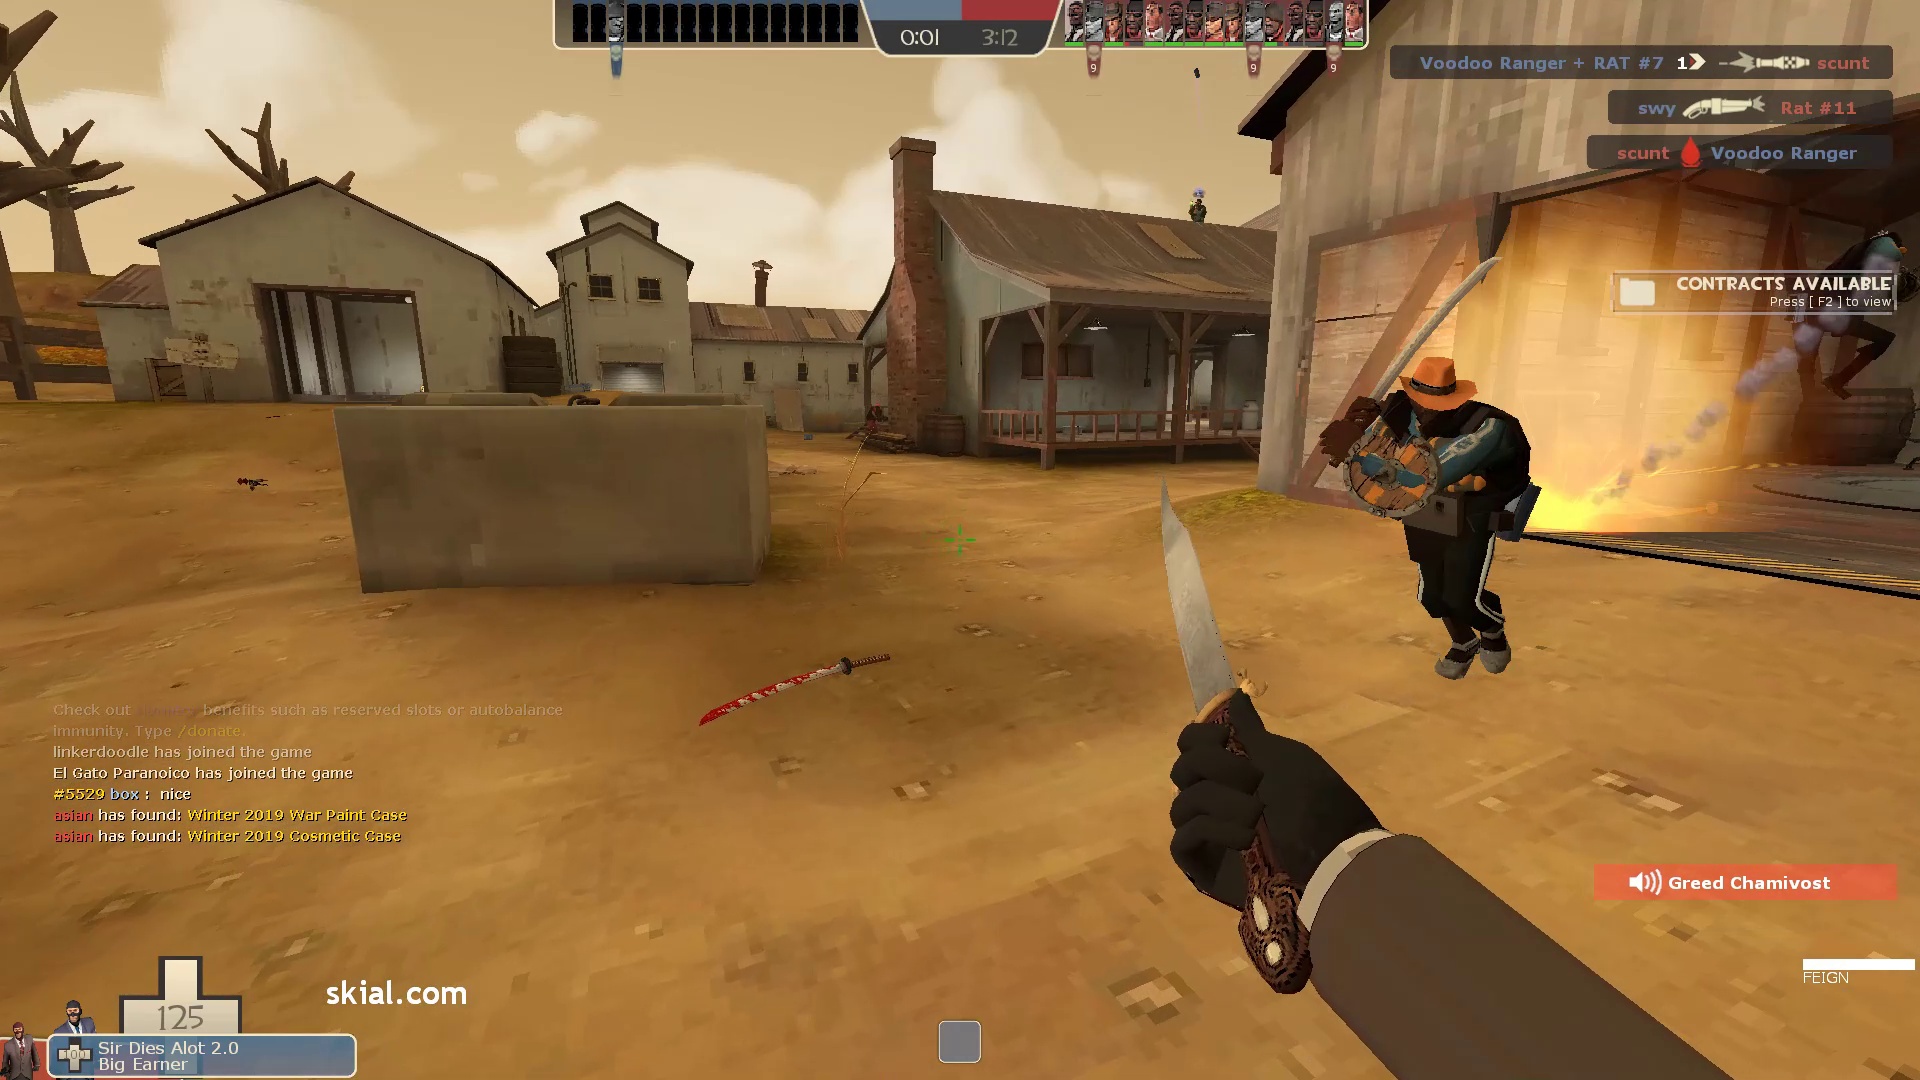 0:01 3:12
9 9 9
Voodoo Ranger + RAT #7 1 scunt
swy Rat #11
scunt Voodoo Ranger
CONTRACTS AVAILABLE
Press [ F2 ] to view
Check out benefits such as reserved slots or autobalance
immunity. Type /donate.
linkerdoodle has joined the game
El Gato Paranoico has joined the game
#5529 box : nice
asian has found: Winter 2019 War Paint Case
asian has found: Winter 2019 Cosmetic Case
Greed Chamivost
FEIGN
skial.com
125
100
Sir Dies Alot 2.0
Big Earner